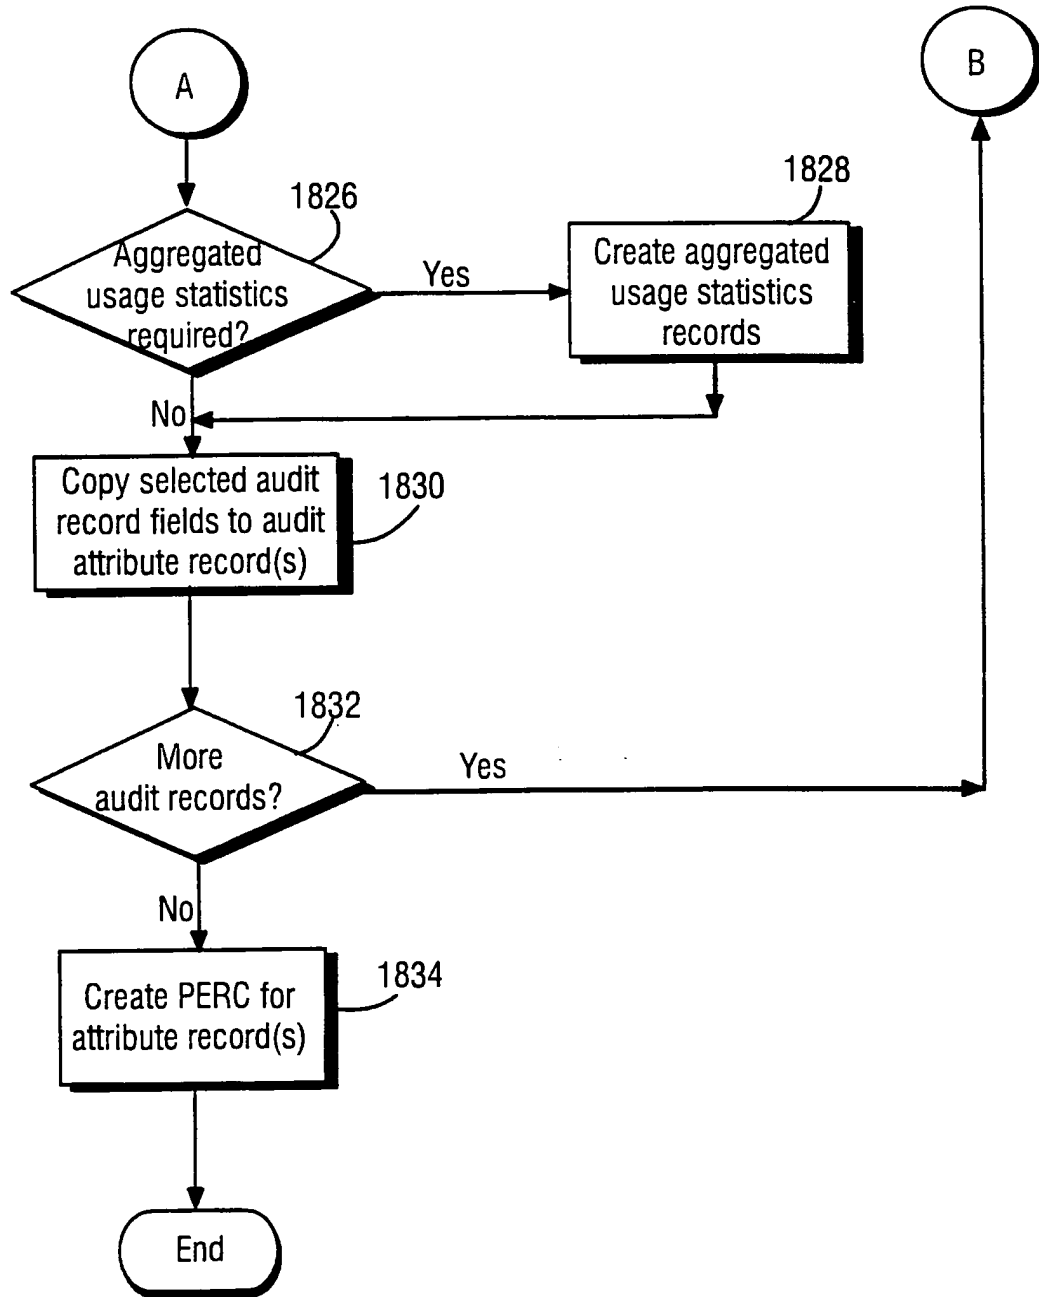 A
B
1826
Aggregated
usage statistics
required?
Yes
1828
Create aggregated
usage statistics
records
No
Copy selected audit
record fields to audit
attribute record(s)
1830
1832
More
audit records?
Yes
No
Create PERC for
attribute record(s)
1834
End